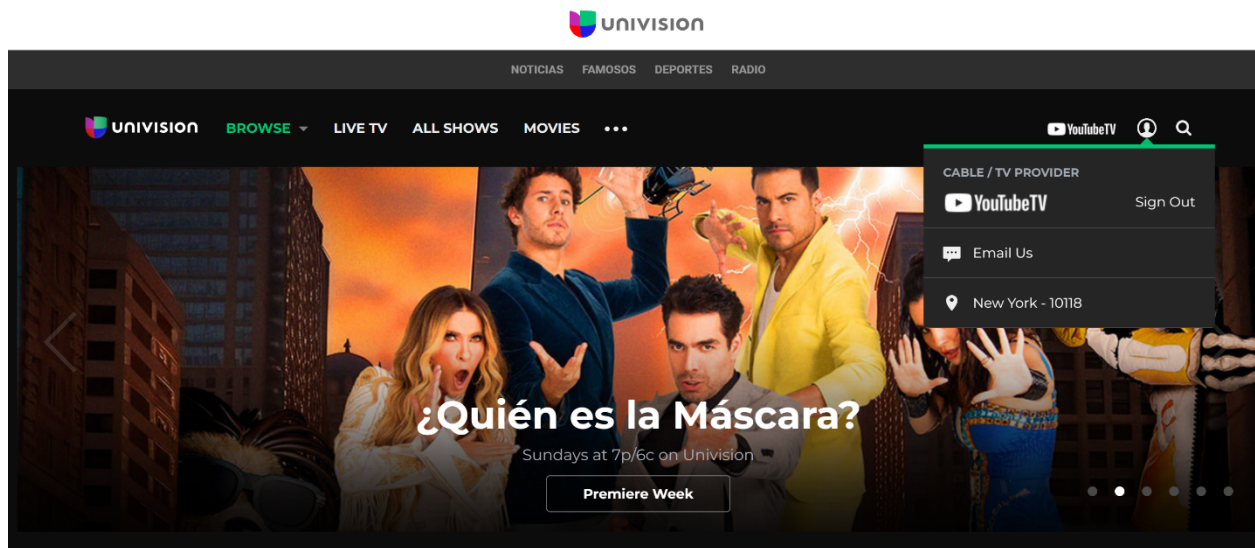 UNIVISION
NOTICIAS FAMOSOS DEPORTES RADIO
UNIVISION BROWSE LIVE TV ALL SHOWS MOVIES ••• YouTubeTV
CABLE / TV PROVIDER
YouTubeTV Sign Out
Email Us
New York - 10118
¿Quién es la Máscara?
Sundays at 7p/6c on Univision
Premiere Week